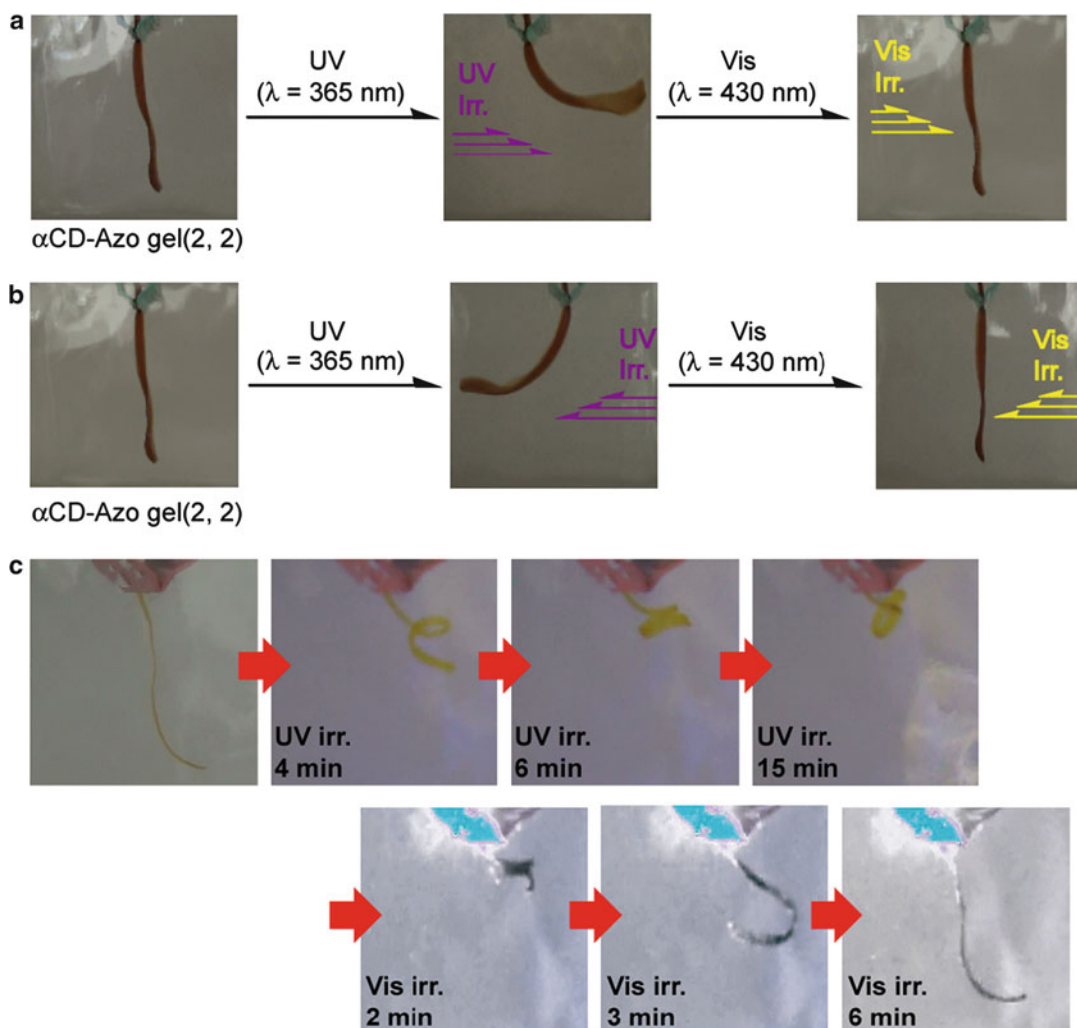 a
UV
(λ = 365 nm)
UV
Irr.
Vis
(λ = 430 nm)
Vis
Irr.
αCD-Azo gel(2, 2)
b
UV
(λ = 365 nm)
UV
Irr.
Vis
(λ = 430 nm)
Vis
Irr.
αCD-Azo gel(2, 2)
c
UV irr.
4 min
UV irr.
6 min
UV irr.
15 min
Vis irr.
2 min
Vis irr.
3 min
Vis irr.
6 min